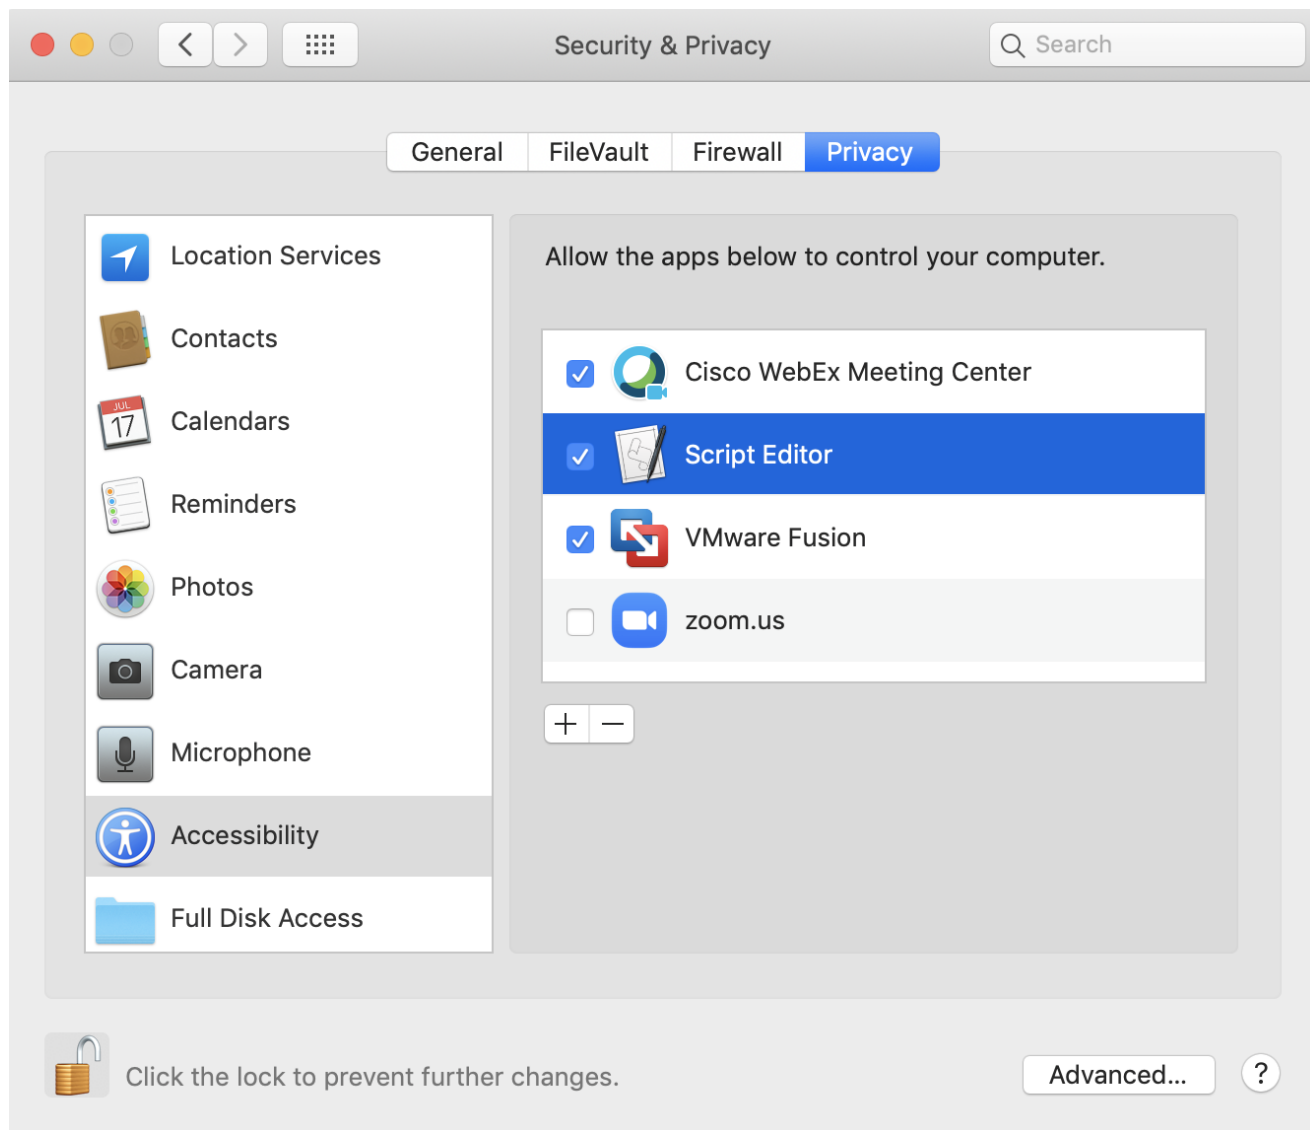 Security & Privacy
Search
General
FileVault
Firewall
Privacy
Location Services
Contacts
JUL
17
Calendars
Reminders
Photos
Camera
Microphone
Accessibility
Full Disk Access
Allow the apps below to control your computer.
Cisco WebEx Meeting Center
Script Editor
VMware Fusion
zoom.us
Click the lock to prevent further changes.
Advanced...
?